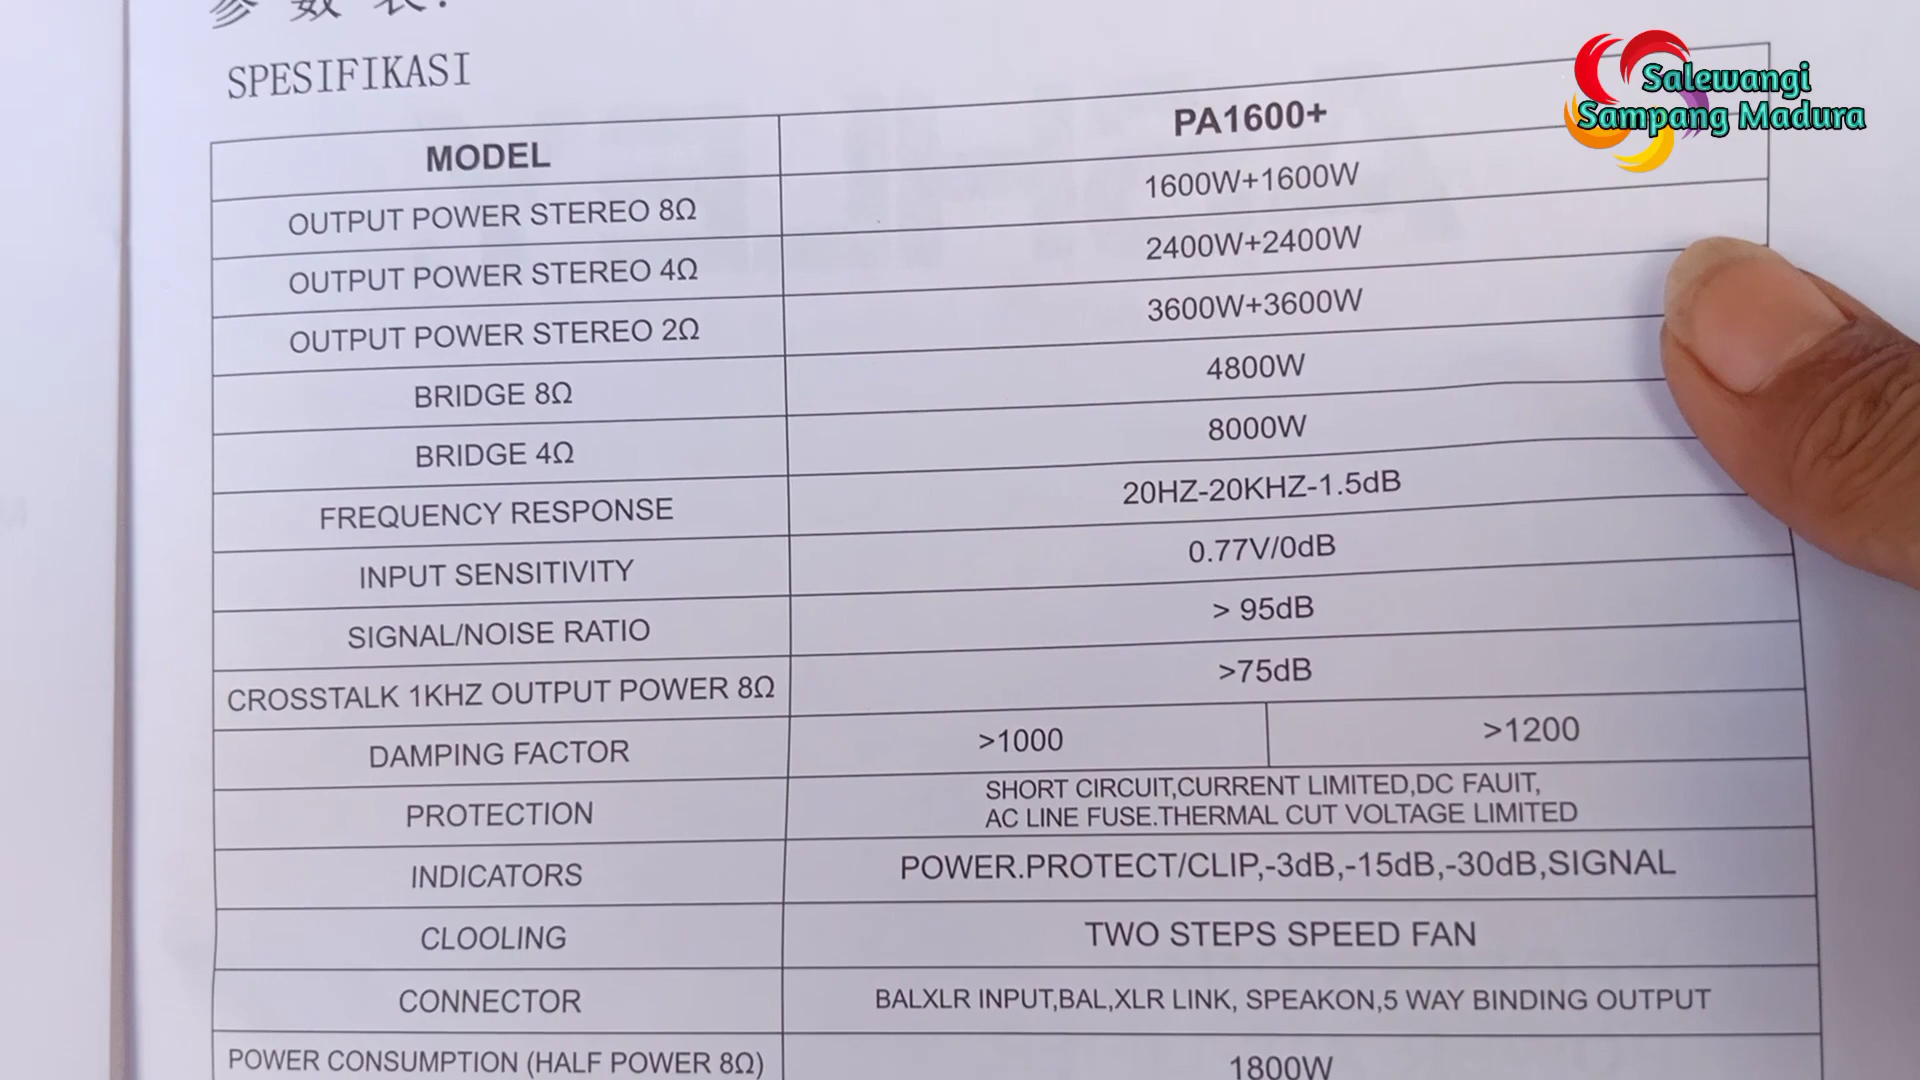 参 数 表:
SPESIFIKASI
Salewangi
Sampang Madura
MODEL PA1600+
OUTPUT POWER STEREO 8Ω 1600W+1600W
OUTPUT POWER STEREO 4Ω 2400W+2400W
OUTPUT POWER STEREO 2Ω 3600W+3600W
BRIDGE 8Ω 4800W
BRIDGE 4Ω 8000W
FREQUENCY RESPONSE 20HZ-20KHZ-1.5dB
INPUT SENSITIVITY 0.77V/0dB
SIGNAL/NOISE RATIO > 95dB
CROSSTALK 1KHZ OUTPUT POWER 8Ω >75dB
DAMPING FACTOR >1000 >1200
PROTECTION SHORT CIRCUIT,CURRENT LIMITED,DC FAUIT,
AC LINE FUSE.THERMAL CUT VOLTAGE LIMITED
INDICATORS POWER.PROTECT/CLIP,-3dB,-15dB,-30dB,SIGNAL
CLOOLING TWO STEPS SPEED FAN
CONNECTOR BALXLR INPUT,BAL,XLR LINK, SPEAKON,5 WAY BINDING OUTPUT
POWER CONSUMPTION (HALF POWER 8Ω) 1800W